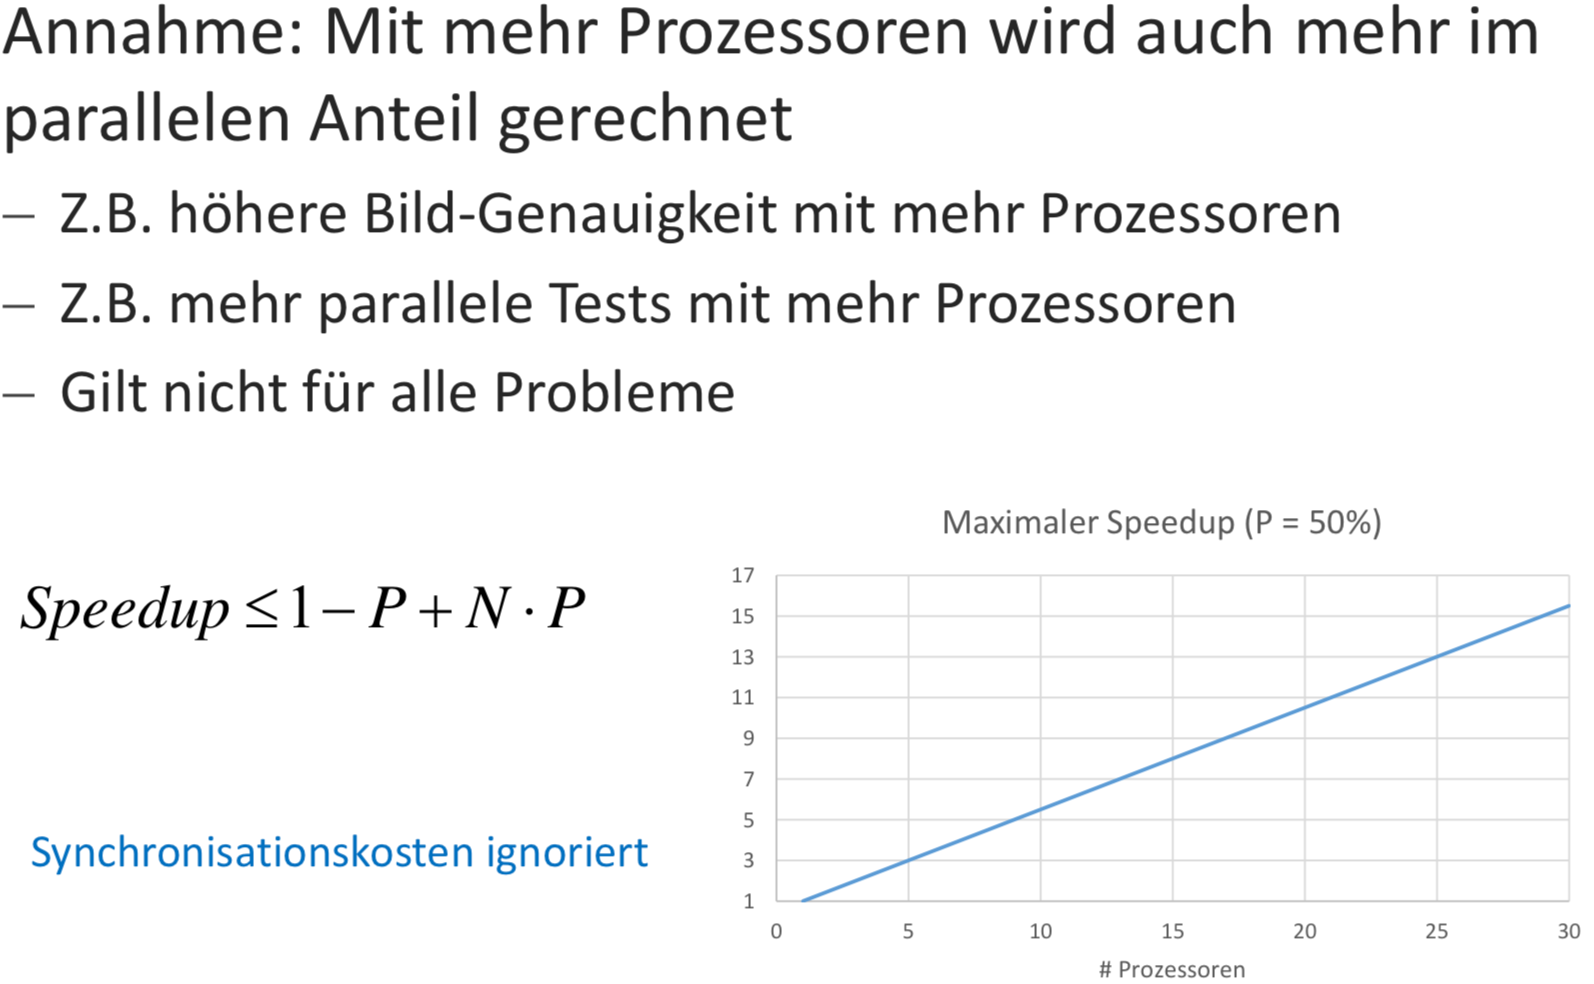 Annahme: Mit mehr Prozessoren wird auch mehr im
parallelen Anteil gerechnet
– Z.B. höhere Bild-Genauigkeit mit mehr Prozessoren
– Z.B. mehr parallele Tests mit mehr Prozessoren
– Gilt nicht für alle Probleme
Speedup ≤ 1 − P + N · P
Synchronisationskosten ignoriert
Maximaler Speedup (P = 50%)
17
15
13
11
9
7
5
3
1
0 5 10 15 20 25 30
# Prozessoren